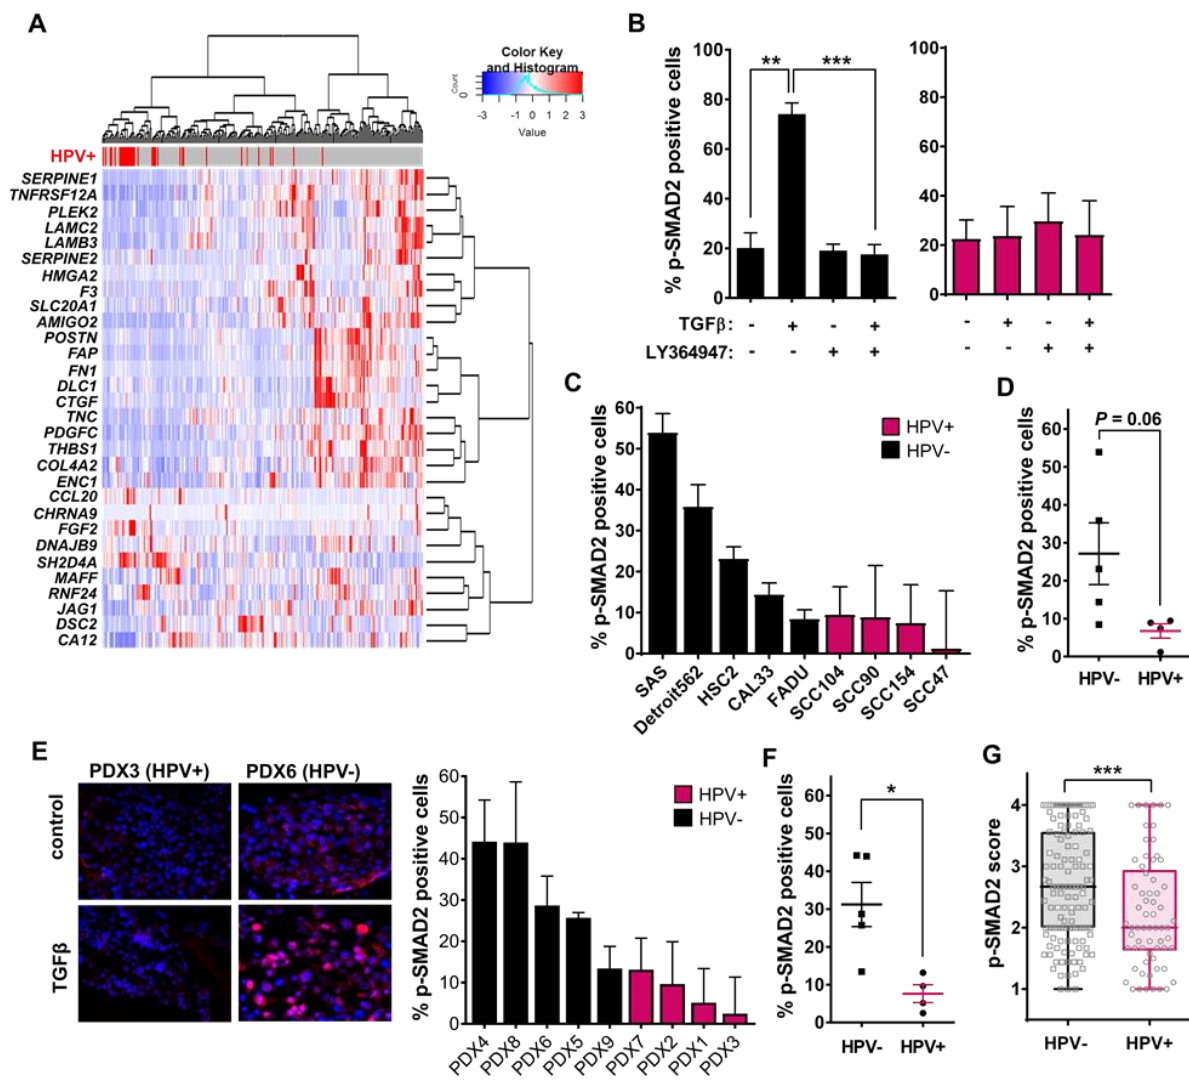 A
Color Key
and Histogram
Count
0
-3 -1 0 1 2 3
Value
HPV+
SERPINE1
TNFRSF12A
PLEK2
LAMC2
LAMB3
SERPINE2
HMGA2
F3
SLC20A1
AMIGO2
POSTN
FAP
FN1
DLC1
CTGF
TNC
PDGFC
THBS1
COL4A2
ENC1
CCL20
CHRNA9
FGF2
DNAJB9
SH2D4A
MAFF
RNF24
JAG1
DSC2
CA12
B
% p-SMAD2 positive cells
100
80
60
40
20
0
** ***
TGFβ: - + - +
LY364947: - - + +
100
80
60
40
20
0
- + - +
- - + +
C
% p-SMAD2 positive cells
60
50
40
30
20
10
0
HPV+
HPV-
SAS
Detroit562
HSC2
CAL33
FADU
SCC104
SCC90
SCC154
SCC47
D
% p-SMAD2 positive cells
60
50
40
30
20
10
0
P = 0.06
HPV- HPV+
E
PDX3 (HPV+) PDX6 (HPV-)
control
TGFβ
% p-SMAD2 positive cells
60
50
40
30
20
10
0
HPV+
HPV-
PDX4
PDX8
PDX6
PDX5
PDX9
PDX7
PDX2
PDX1
PDX3
F
% p-SMAD2 positive cells
60
50
40
30
20
10
0
*
HPV- HPV+
G
p-SMAD2 score
4
3
2
1
***
HPV- HPV+